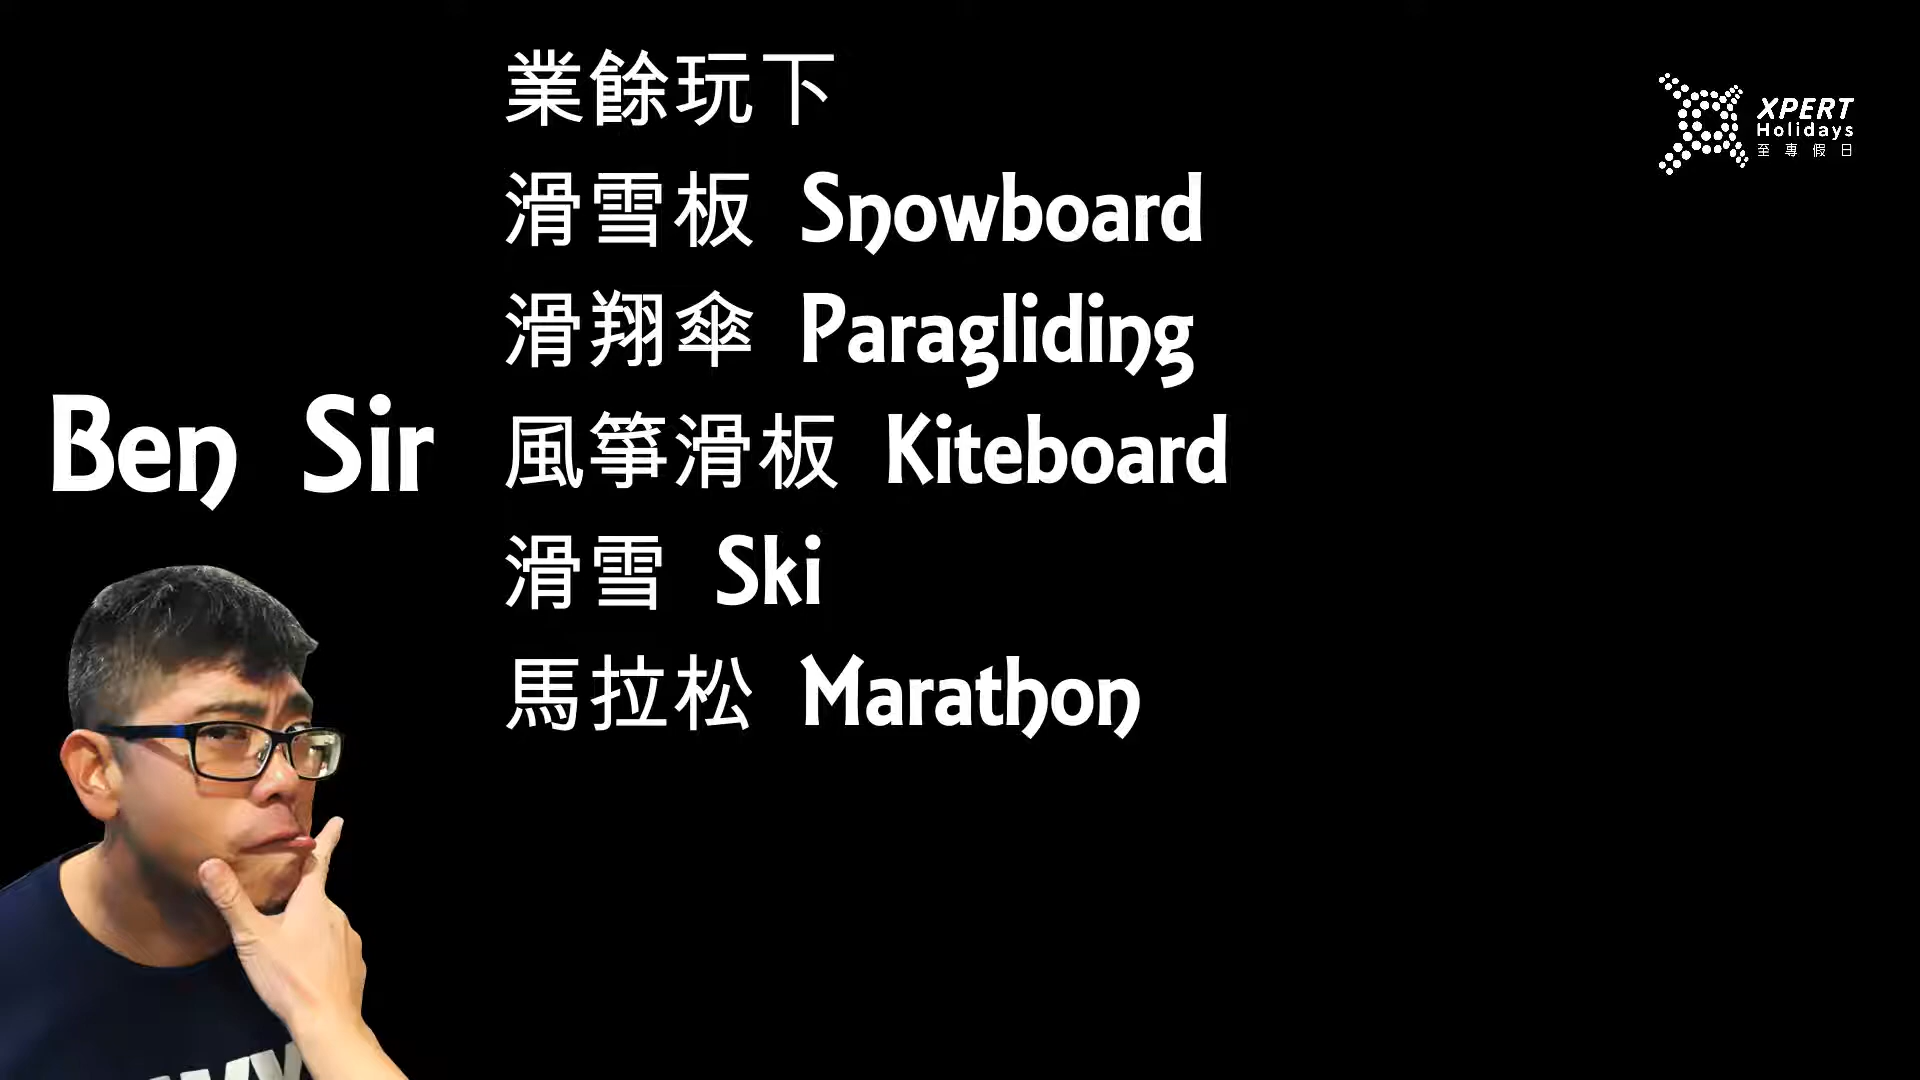 業餘玩下
滑雪板 Snowboard
滑翔傘 Paragliding
Ben Sir
風箏滑板 Kiteboard
滑雪 Ski
馬拉松 Marathon
XPERT
Holidays
至專假日